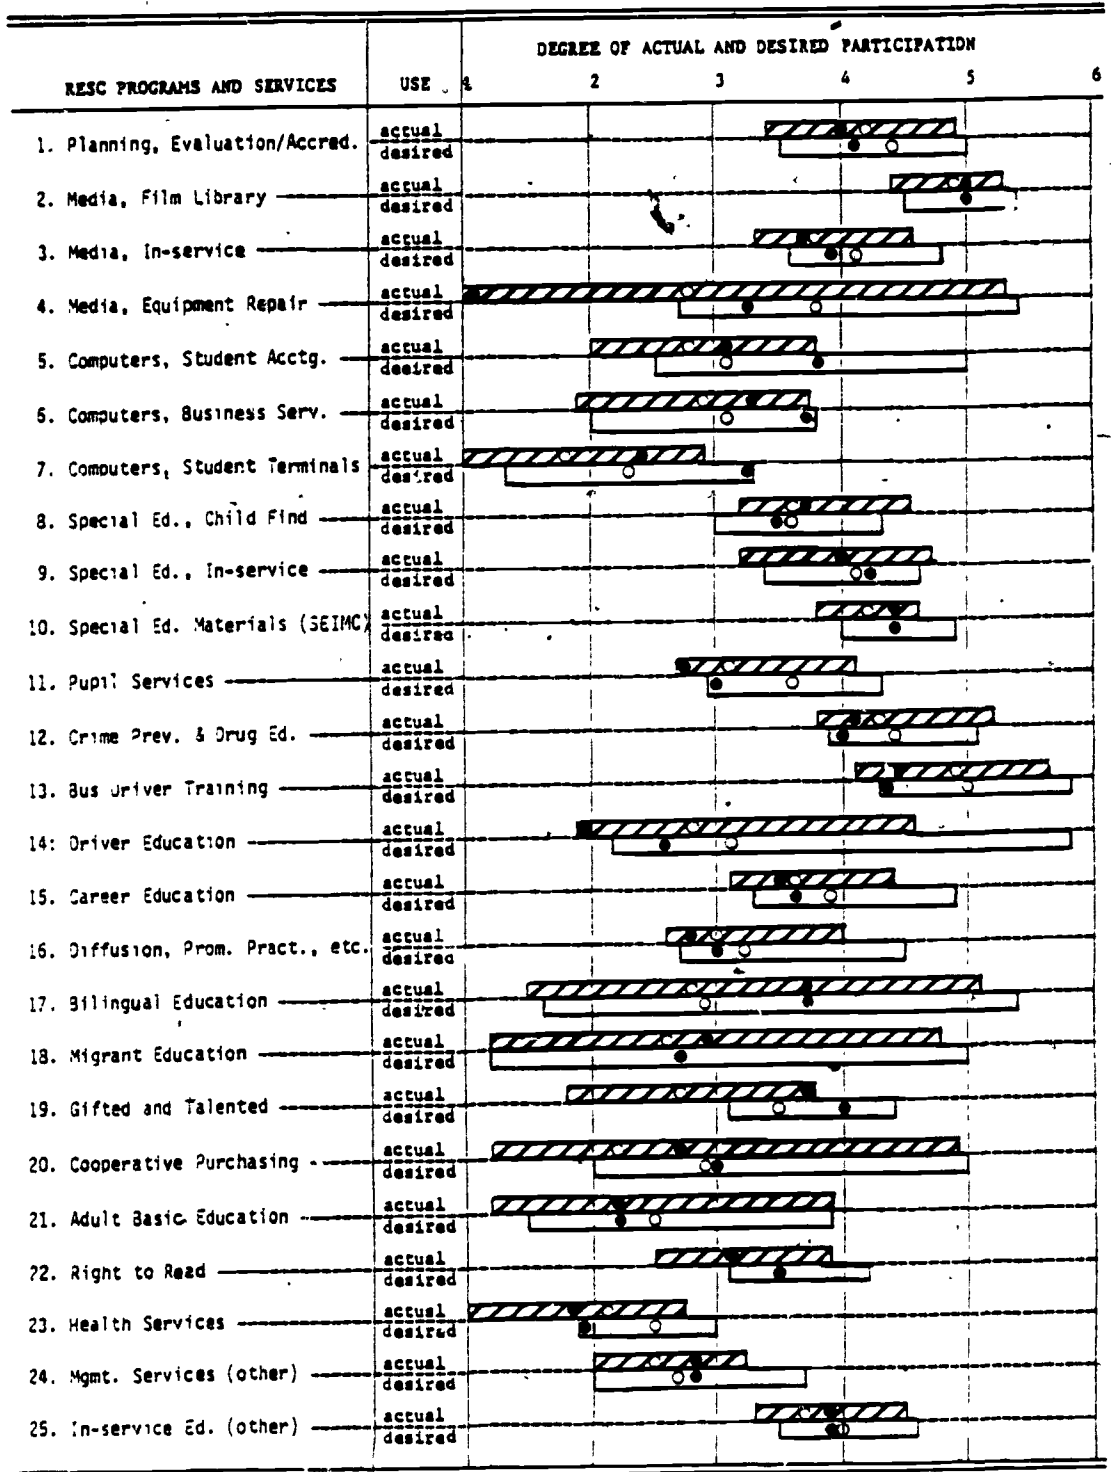 DEGREE OF ACTUAL AND DESIRED PARTICIPATION
RESC PROGRAMS AND SERVICES USE 1 2 3 4 5 6
1. Planning, Evaluation/Accred. actual
desired
2. Media, Film Library actual
desired
3. Media, In-service actual
desired
4. Media, Equipment Repair actual
desired
5. Computers, Student Acctg. actual
desired
6. Computers, Business Serv. actual
desired
7. Computers, Student Terminals actual
desired
8. Special Ed., Child Find actual
desired
9. Special Ed., In-service actual
desired
10. Special Ed. Materials (SEIMC) actual
desired
11. Pupil Services actual
desired
12. Crime Prev. & Drug Ed. actual
desired
13. Bus Driver Training actual
desired
14. Driver Education actual
desired
15. Career Education actual
desired
16. Diffusion, Prom. Pract., etc. actual
desired
17. Bilingual Education actual
desired
18. Migrant Education actual
desired
19. Gifted and Talented actual
desired
20. Cooperative Purchasing actual
desired
21. Adult Basic Education actual
desired
22. Right to Read actual
desired
23. Health Services actual
desired
24. Mgmt. Services (other) actual
desired
25. In-service Ed. (other) actual
desired